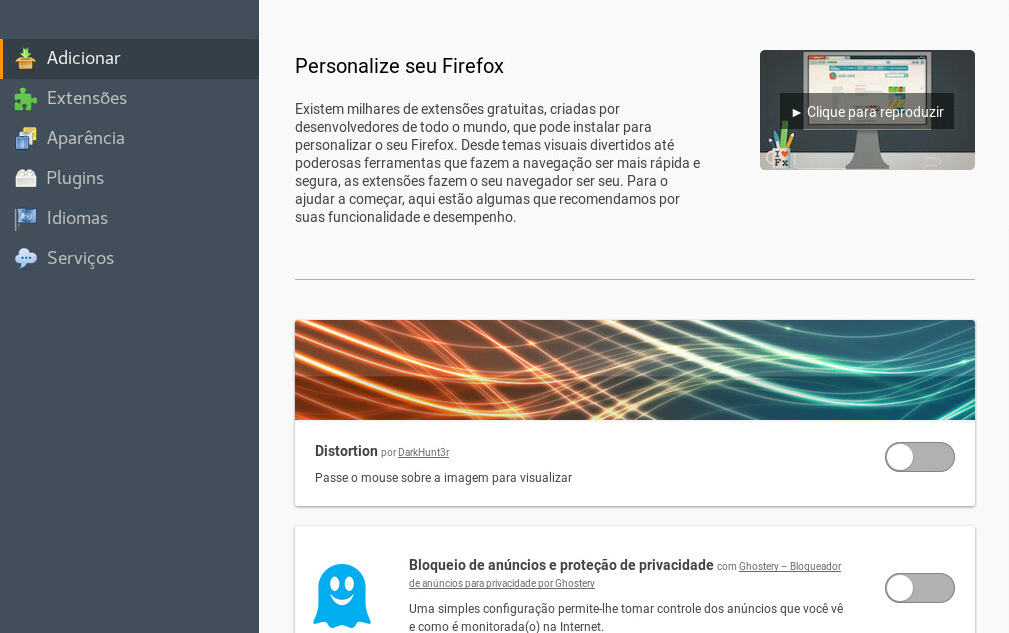 Adicionar
Extensões
Aparência
Plugins
Idiomas
Serviços
Personalize seu Firefox
Existem milhares de extensões gratuitas, criadas por
desenvolvedores de todo o mundo, que pode instalar para
personalizar o seu Firefox. Desde temas visuais divertidos até
poderosas ferramentas que fazem a navegação ser mais rápida e
segura, as extensões fazem o seu navegador ser seu. Para o
ajudar a começar, aqui estão algumas que recomendamos por
suas funcionalidade e desempenho.
► Clique para reproduzir
I
Fx
Distortion por DarkHunt3r
Passe o mouse sobre a imagem para visualizar
Bloqueio de anúncios e proteção de privacidade com Ghostery – Bloqueador
de anúncios para privacidade por Ghostery
Uma simples configuração permite-lhe tomar controle dos anúncios que você vê
e como é monitorada(o) na Internet.